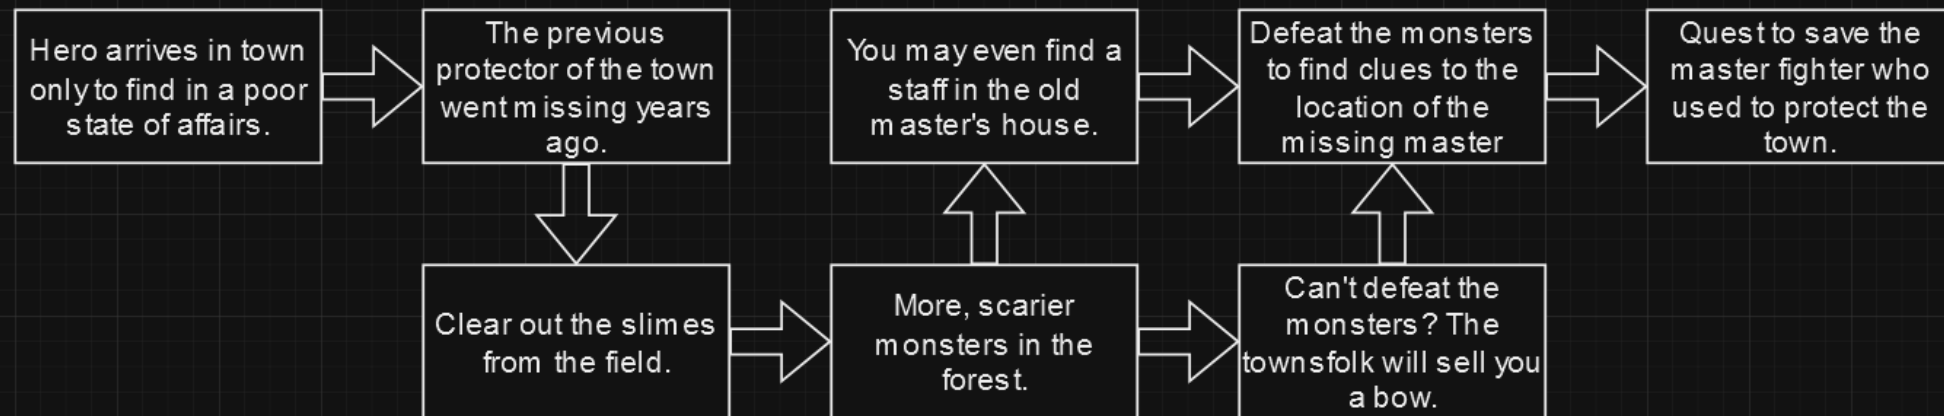 Hero arrives in town
only to find in a poor
state of affairs.
The previous
protector of the town
went missing years
ago.
You may even find a
staff in the old
master's house.
Defeat the monsters
to find clues to the
location of the
missing master
Quest to save the
master fighter who
used to protect the
town.
Clear out the slimes
from the field.
More, scarier
monsters in the
forest.
Can't defeat the
monsters? The
townsfolk will sell you
a bow.